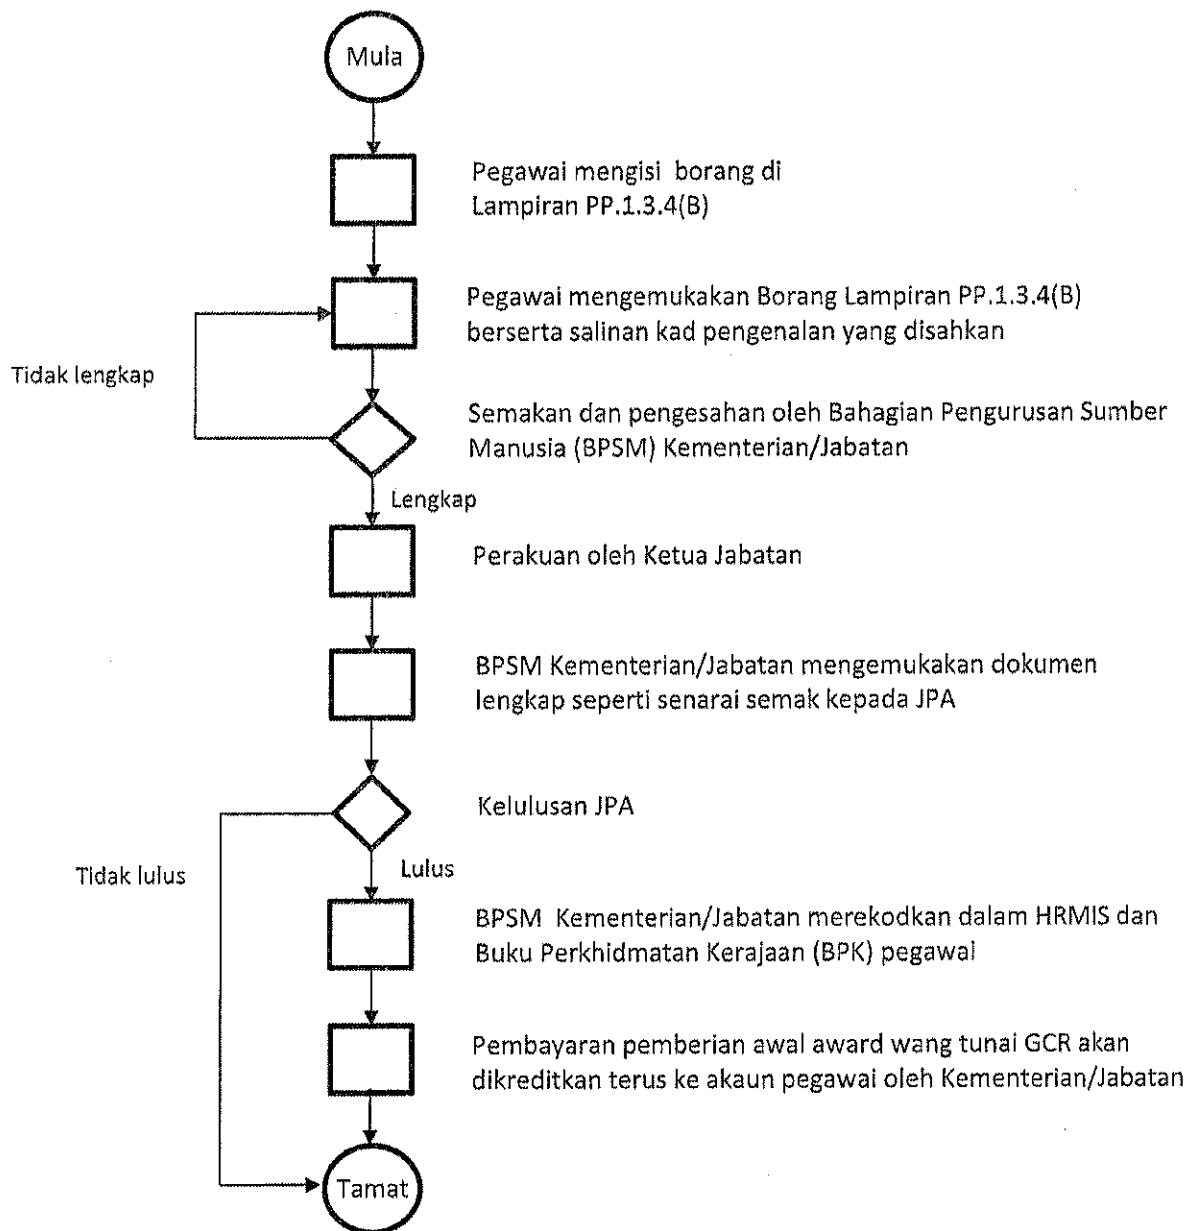 Mula
Pegawai mengisi borang di
Lampiran PP.1.3.4(B)
Pegawai mengemukakan Borang Lampiran PP.1.3.4(B)
berserta salinan kad pengenalan yang disahkan
Tidak lengkap
Semakan dan pengesahan oleh Bahagian Pengurusan Sumber
Manusia (BPSM) Kementerian/Jabatan
Lengkap
Perakuan oleh Ketua Jabatan
BPSM Kementerian/Jabatan mengemukakan dokumen
lengkap seperti senarai semak kepada JPA
Kelulusan JPA
Tidak lulus
Lulus
BPSM Kementerian/Jabatan merekodkan dalam HRMIS dan
Buku Perkhidmatan Kerajaan (BPK) pegawai
Pembayaran pemberian awal award wang tunai GCR akan
dikreditkan terus ke akaun pegawai oleh Kementerian/Jabatan
Tamat